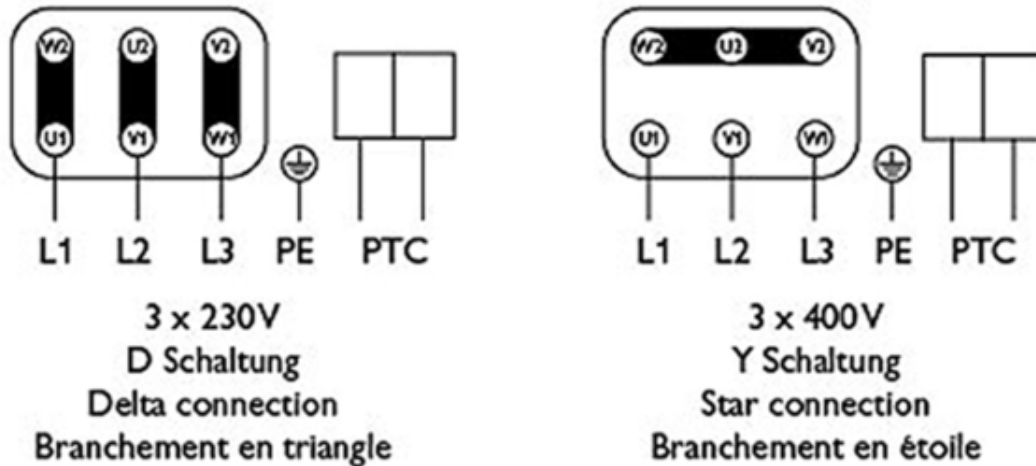 W2 U2 V2
U1 V1 W1
L1 L2 L3 PE PTC
3 x 230V
D Schaltung
Delta connection
Branchement en triangle
W2 U2 V2
U1 V1 W1
L1 L2 L3 PE PTC
3 x 400V
Y Schaltung
Star connection
Branchement en étoile